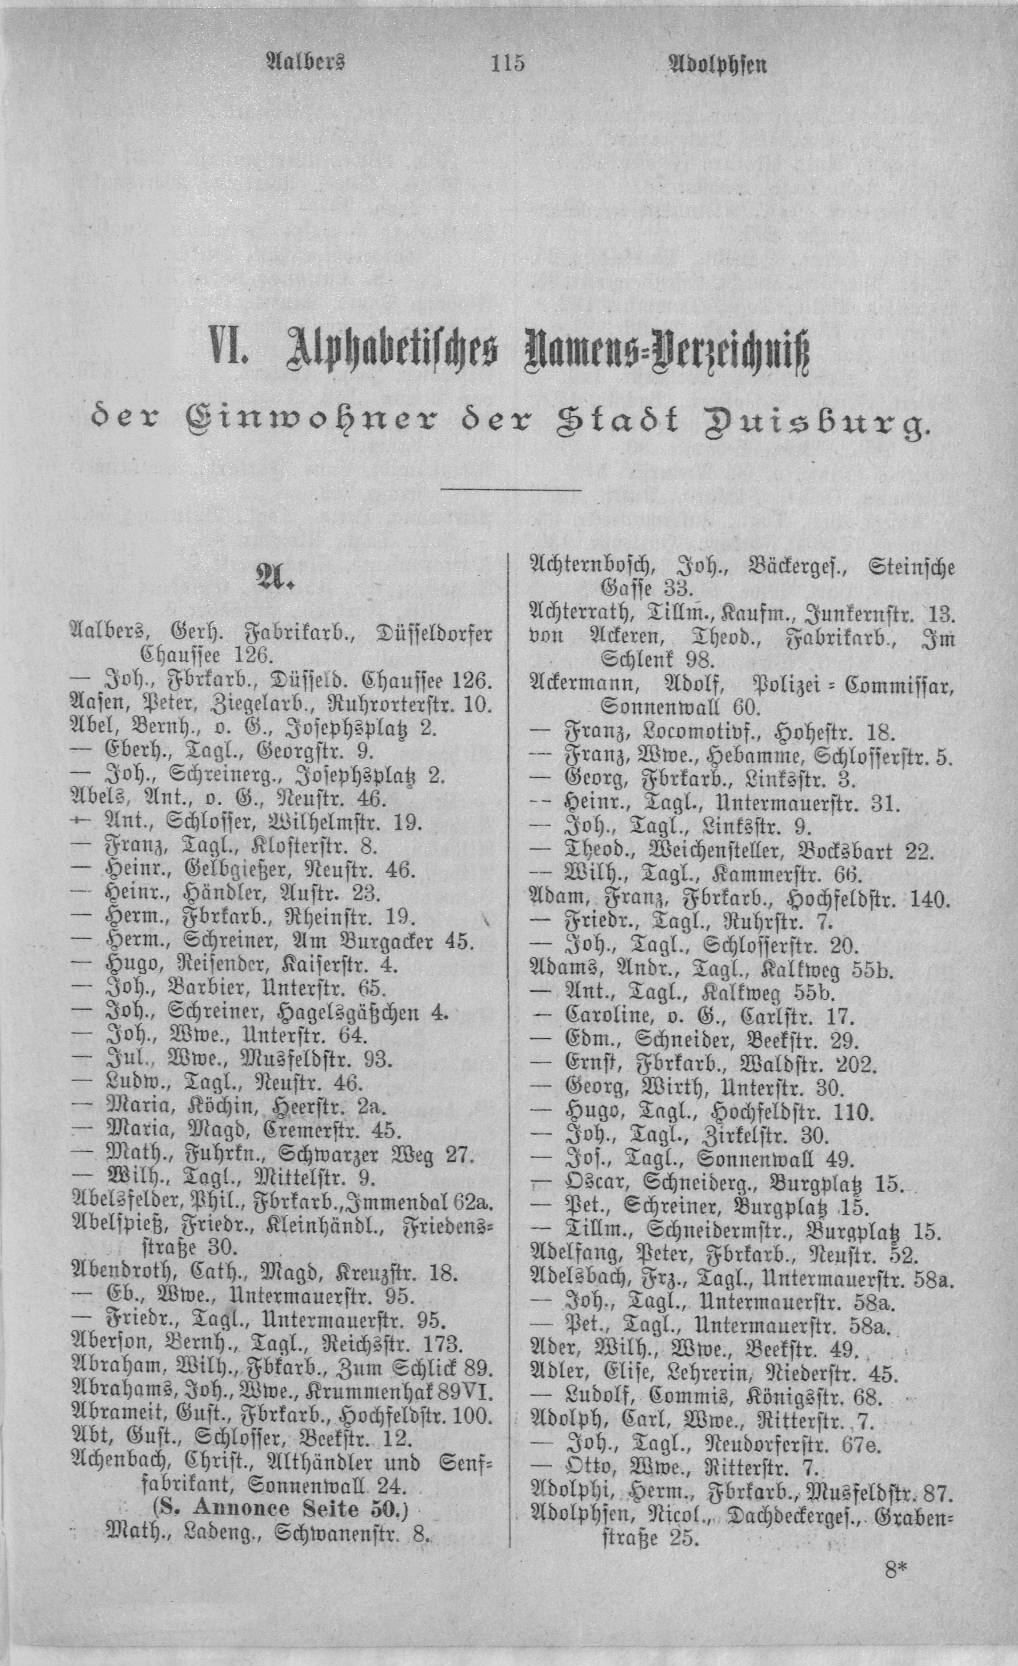 Aalbers 115 Adolphsen
VI. Alphabetisches Namens-Verzeichniß
der Einwohner der Stadt Duisburg.
A.
Aalbers, Gerh. Fabrikarb., Düsseldorfer
Chaussee 126.
— Joh., Fbrkarb., Düsseld. Chaussee 126.
Aasen, Peter, Ziegelarb., Ruhrorterstr. 10.
Abel, Bernh., o. G., Josephsplatz 2.
— Eberh., Tagl., Georgstr. 9.
— Joh., Schreinerg., Josephsplatz 2.
Abels, Ant., o. G., Neustr. 46.
— Ant., Schlosser, Wilhelmstr. 19.
— Franz, Tagl., Klosterstr. 8.
— Heinr., Gelbgießer, Neustr. 46.
— Heinr., Händler, Austr. 23.
— Herm., Fbrkarb., Rheinstr. 19.
— Herm., Schreiner, Am Burgacker 45.
— Hugo, Reisender, Kaiserstr. 4.
— Joh., Barbier, Unterstr. 65.
— Joh., Schreiner, Hagelsgäßchen 4.
— Joh., Wwe., Unterstr. 64.
— Jul., Wwe., Musfeldstr. 93.
— Ludw., Tagl., Neustr. 46.
— Maria, Köchin, Heerstr. 2a.
— Maria, Magd, Cremerstr. 45.
— Math., Fuhrkn., Schwarzer Weg 27.
— Wilh., Tagl., Mittelstr. 9.
Abelsfelder, Phil., Fbrkarb., Immendal 62a.
Abelspieß, Friedr., Kleinhändl., Friedens-
straße 30.
Abendroth, Cath., Magd, Kreuzstr. 18.
— Eb., Wwe., Untermauerstr. 95.
— Friedr., Tagl., Untermauerstr. 95.
Aberson, Bernh., Tagl., Reichsstr. 173.
Abraham, Wilh., Fbkarb., Zum Schlick 89.
Abrahams, Joh., Wwe., Krummenhak 89VI.
Abrameit, Gust., Fbrkarb., Hochfeldstr. 100.
Abt, Gust., Schlosser, Beekstr. 12.
Achenbach, Christ., Althändler und Senf-
fabrikant, Sonnenwall 24.
(S. Annonce Seite 50.)
Math., Ladeng., Schwanenstr. 8.
Achternbosch, Joh., Bäckerges., Steinsche
Gasse 33.
Achterrath, Tillm., Kaufm., Junkernstr. 13.
von Ackeren, Theod., Fabrikarb., Im
Schlenk 98.
Ackermann, Adolf, Polizei-Commissar,
Sonnenwall 60.
— Franz, Locomotivf., Hohestr. 18.
— Franz, Wwe., Hebamme, Schlosserstr. 5.
— Georg, Fbrkarb., Linksstr. 3.
— Heinr., Tagl., Untermauerstr. 31.
— Joh., Tagl., Linksstr. 9.
— Theod., Weichensteller, Bocksbart 22.
— Wilh., Tagl., Kammerstr. 66.
Adam, Franz, Fbrkarb., Hochfeldstr. 140.
— Friedr., Tagl., Ruhrstr. 7.
— Joh., Tagl., Schlosserstr. 20.
Adams, Andr., Tagl., Kalkweg 55b.
— Ant., Tagl., Kalkweg 55b.
— Caroline, o. G., Carlstr. 17.
— Edm., Schneider, Beekstr. 29.
— Ernst, Fbrkarb., Waldstr. 202.
— Georg, Wirth, Unterstr. 30.
— Hugo, Tagl., Hochfeldstr. 110.
— Joh., Tagl., Zirkelstr. 30.
— Jos., Tagl., Sonnenwall 49.
— Oscar, Schneiderg., Burgplatz 15.
— Pet., Schreiner, Burgplatz 15.
— Tillm., Schneidermstr., Burgplatz 15.
Adelfang, Peter, Fbrkarb., Neustr. 52.
Adelsbach, Frz., Tagl., Untermauerstr. 58a.
— Joh., Tagl., Untermauerstr. 58a.
— Pet., Tagl., Untermauerstr. 58a.
Ader, Wilh., Wwe., Beekstr. 49.
Adler, Elise, Lehrerin, Niederstr. 45.
— Ludolf, Commis, Königsstr. 68.
Adolph, Carl, Wwe., Ritterstr. 7.
— Joh., Tagl., Neudorferstr. 67e.
— Otto, Wwe., Ritterstr. 7.
Adolphi, Herm., Fbrkarb., Musfeldstr. 87.
Adolphsen, Nicol., Dachdeckerges., Graben-
straße 25.
8*